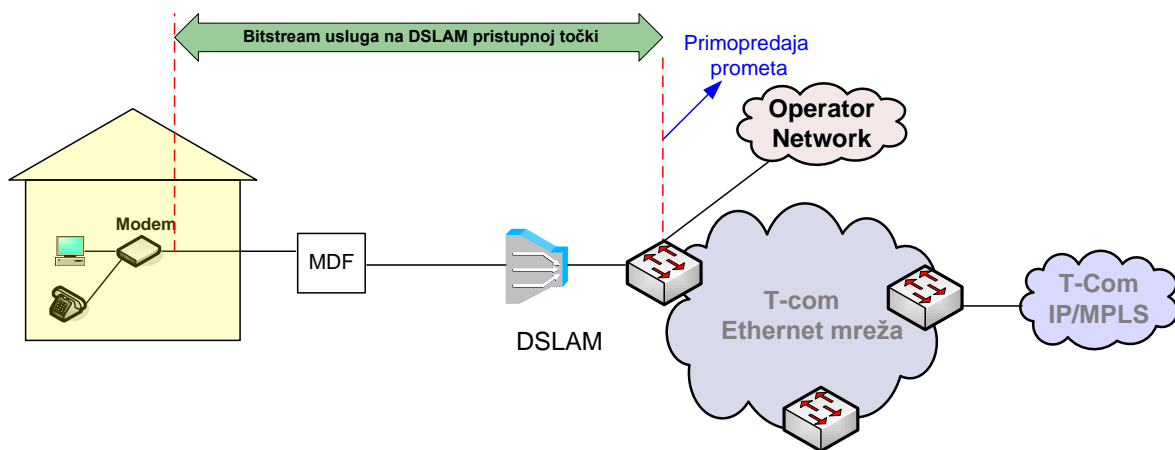 Bitstream usluga na DSLAM pristupnoj točki
Primopredaja
prometa
Operator
Network
Modem
MDF
DSLAM
T-com
Ethernet mreža
T-Com
IP/MPLS